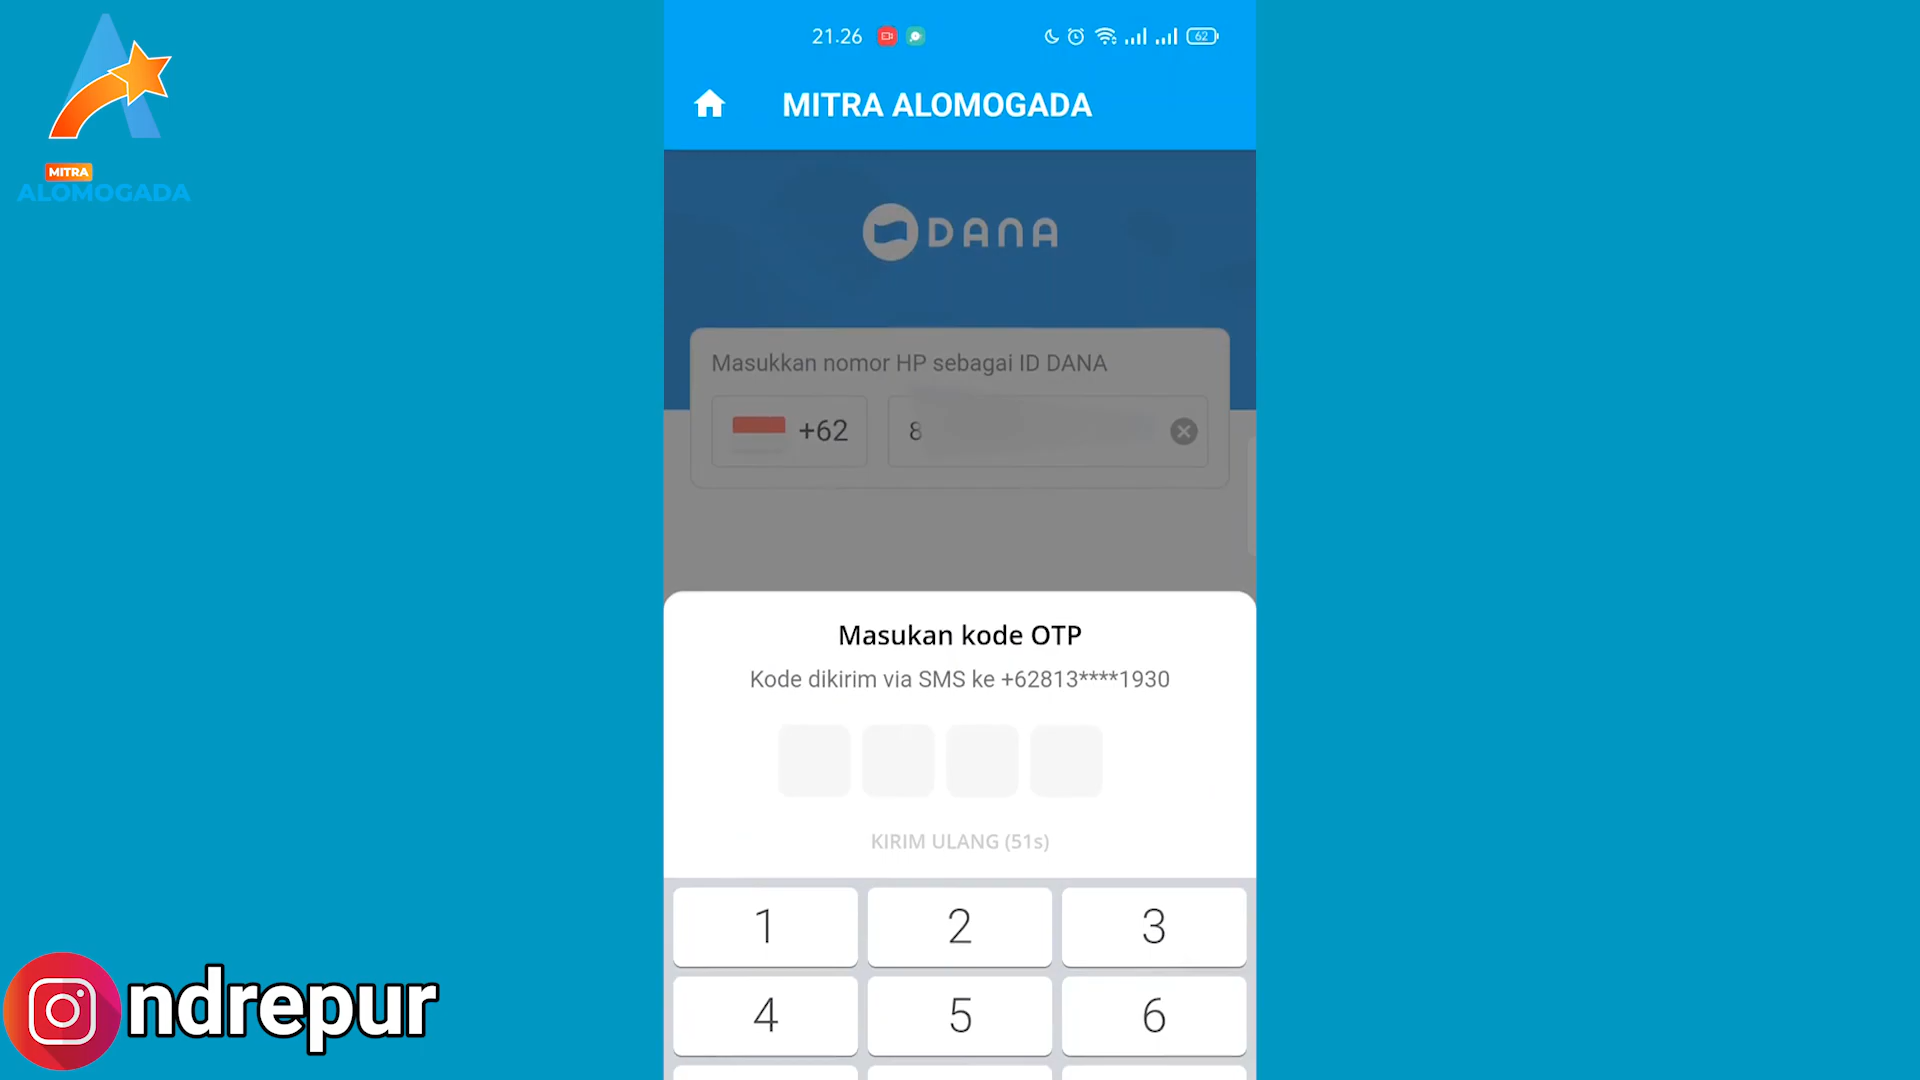 21.26
62
MITRA ALOMOGADA
MITRA
ALOMOGADA
DANA
Masukkan nomor HP sebagai ID DANA
+62
8
Masukan kode OTP
Kode dikirim via SMS ke +62813****1930
KIRIM ULANG (51s)
1
2
3
4
5
6
ndrepur